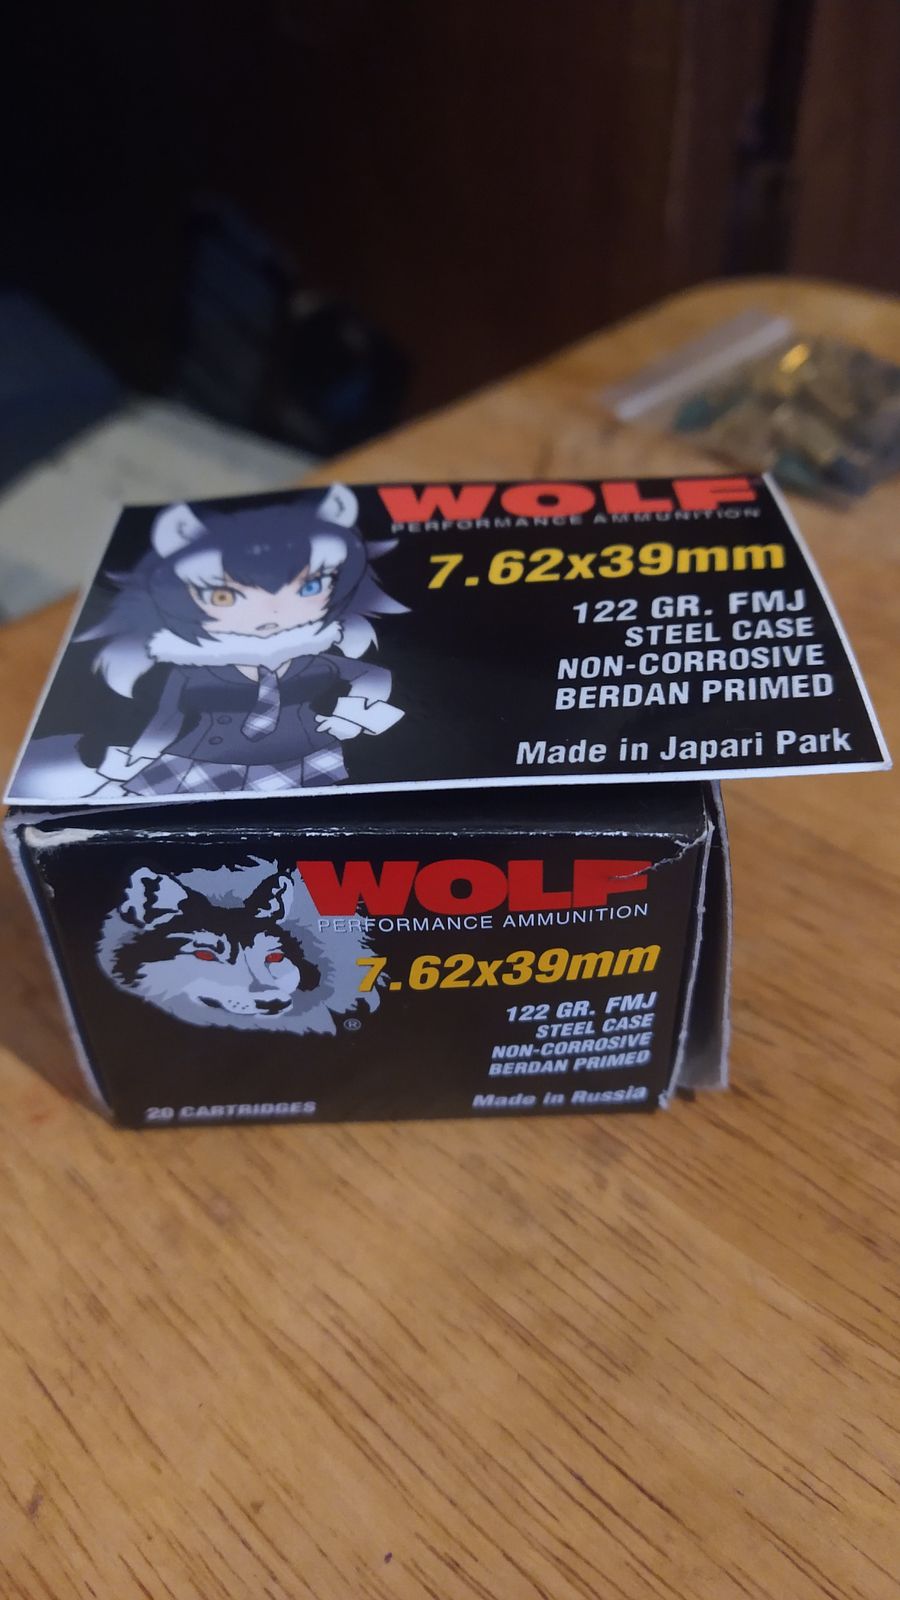 WOLF
PERFORMANCE AMMUNITION
7.62x39mm
122 GR. FMJ
STEEL CASE
NON-CORROSIVE
BERDAN PRIMED
Made in Japari Park
WOLF
PERFORMANCE AMMUNITION
7.62x39mm
®
122 GR. FMJ
STEEL CASE
NON-CORROSIVE
BERDAN PRIMED
20 CARTRIDGES
Made in Russia